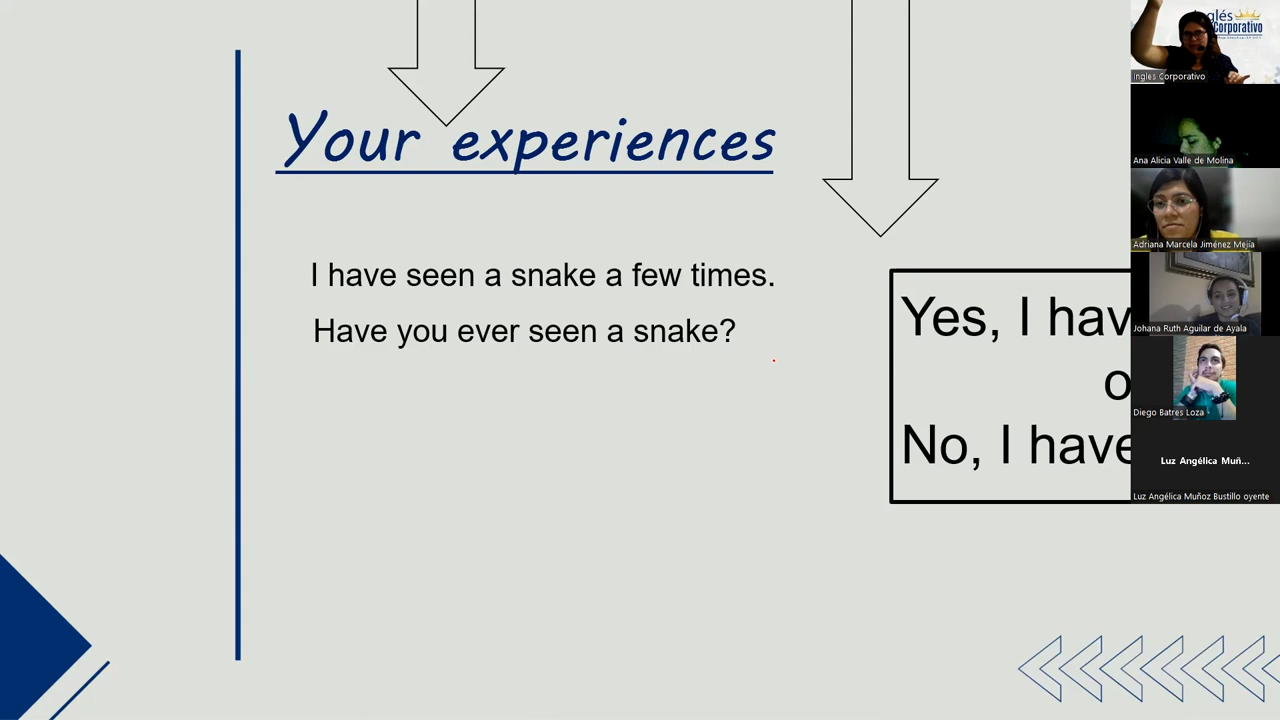 Your experiences
I have seen a snake a few times.
Have you ever seen a snake?
Yes, I hav
o
No, I have
Inglés
Corporativo
Ingles Corporativo
Ana Alicia Valle de Molina
Adriana Marcela Jiménez Mejía
Johana Ruth Aguilar de Ayala
Diego Batres Loza
Luz Angélica Muñ...
Luz Angélica Muñoz Bustillo oyente